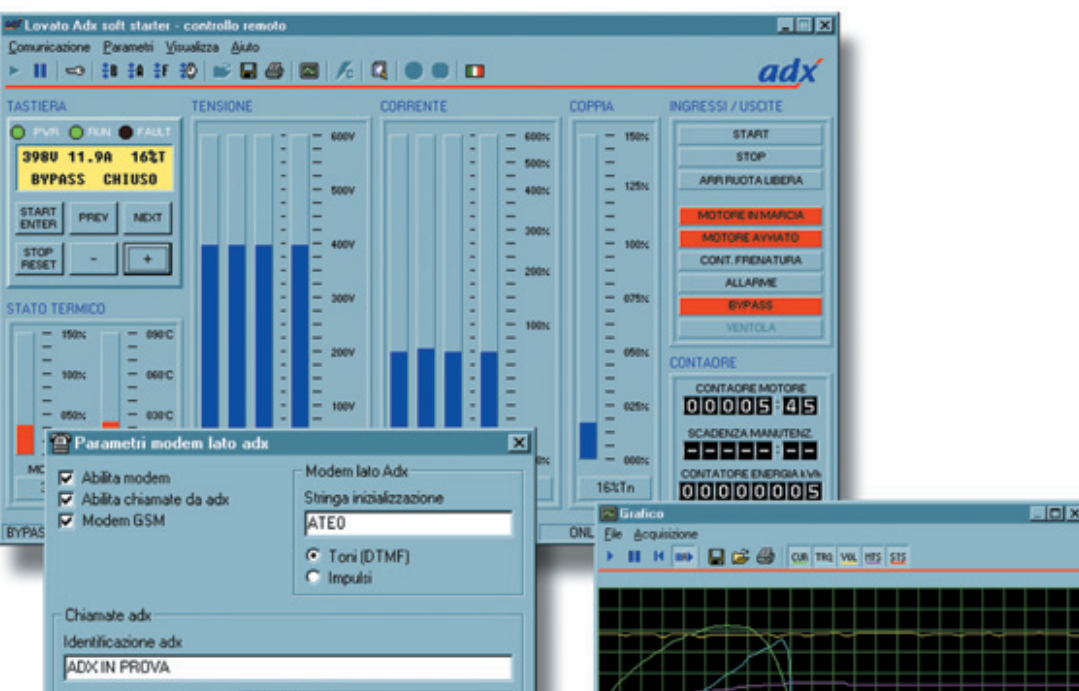 Lovato Adx soft starter - controllo remoto
Comunicazione Parametri Visualizza Aiuto
adx
TASTIERA
PWR RUN FAULT
398V 11.9A 16%T
BYPASS CHIUSO
START ENTER
PREV
NEXT
STOP RESET
-
+
STATO TERMICO
150%
100%
050%
090°C
060°C
030°C
TENSIONE
600V
500V
400V
300V
200V
100V
CORRENTE
600%
500%
400%
300%
200%
100%
COPPIA
150%
125%
100%
075%
050%
025%
000%
16%Tn
INGRESSI / USCITE
START
STOP
ARR RUOTA LIBERA
MOTORE IN MARCIA
MOTORE AVVIATO
CONT. FRENATURA
ALLARME
BYPASS
VENTOLA
CONTAORE
CONTAORE MOTORE
00005:45
SCADENZA MANUTENZ.
-----:--
CONTATORE ENERGIA kWh
00000005
Parametri modem lato adx
Abilita modem
Abilita chiamate da adx
Modem GSM
Modem lato Adx
Stringa inizializzazione
ATE0
Toni (DTMF)
Impulsi
Chiamate adx
Identificazione adx
ADX IN PROVA
Grafico
File Acquisizione
CUR TRQ VOL MTS STS